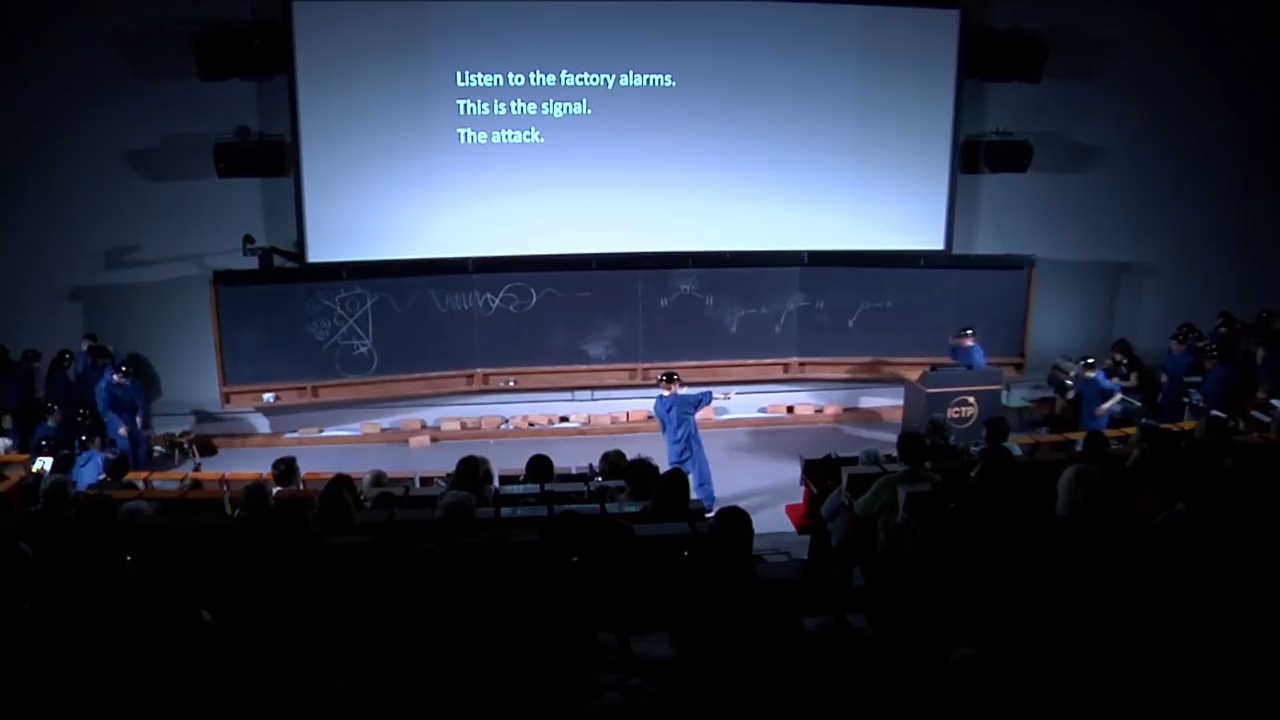 Listen to the factory alarms.
This is the signal.
The attack.
ICTP